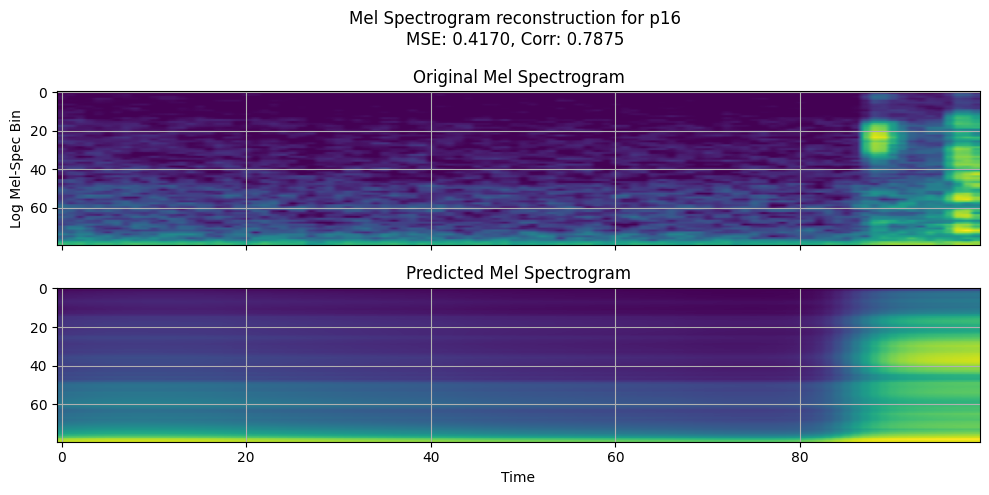 Mel Spectrogram reconstruction for p16
MSE: 0.4170, Corr: 0.7875
Original Mel Spectrogram
Log Mel-Spec Bin
0
20
40
60
Predicted Mel Spectrogram
0
20
40
60
0 20 40 60 80
Time